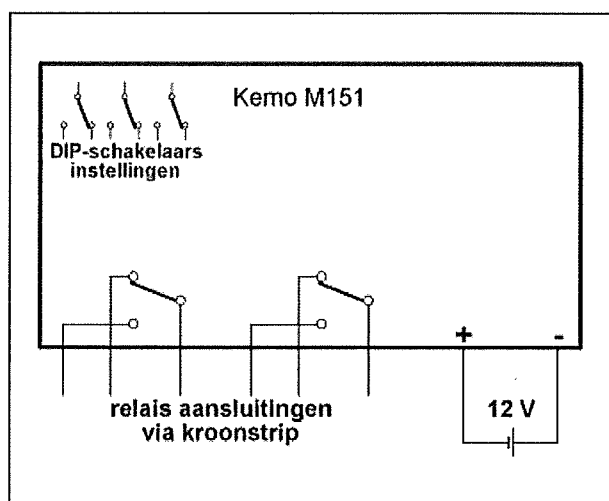 Kemo M151
DIP-schakelaars
instellingen
+ -
relais aansluitingen
via kroonstrip
12 V